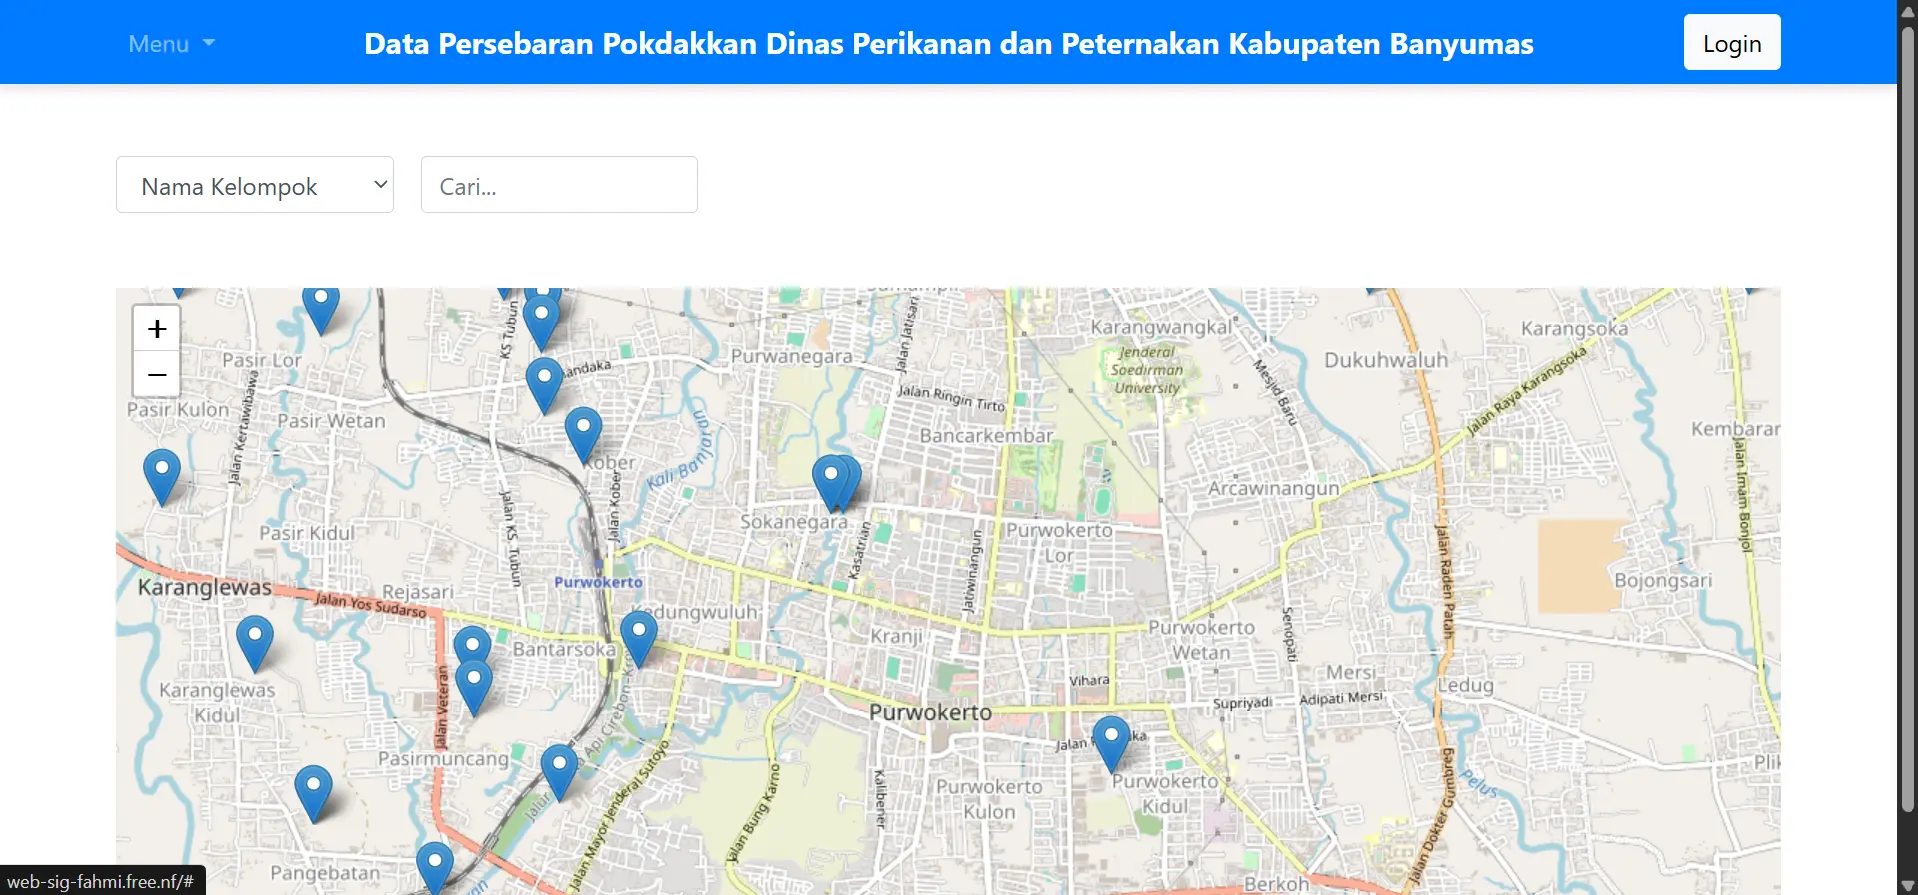 Menu
Data Persebaran Pokdakkan Dinas Perikanan dan Peternakan Kabupaten Banyumas
Login
Nama Kelompok
Cari...
+
−
KS Tubun
Jalan Jatisari
Karangwangkal
Karangsoka
Pasir Lor
Purwanegara
Jenderal
Soedirman
University
Dukuhwaluh
Mesjid Baru
Jalan Raya Karangsoka
Pasir Kulon
Jalan Kertawibawa
Pasir Wetan
Jalan Ringin Tirto
Bancarkembar
Kembaran
Kober
Kali Banjaran
Jalan Kober
Arcawinangun
Jalan Imam Bonjol
Jalan KS. Tubun
Sokanegara
Pasir Kidul
Kasatrian
Jatiwinangun
Purwokerto
Lor
Jalan Raden Patah
Purwokerto
Karanglewas
Rejasari
Jalan Yos Sudarso
Kedungwuluh
Bojongsari
Kranji
Purwokerto
Wetan
Senopati
Bantarsoka
Karanglewas
Kidul
Jalan Veteran
Vihara
Mersi
Ledug
Supriyadi
Adipati Mersi
Purwokerto
Pasirmuncang
Jalan Mayor Jenderal Sutoyo
Jalan Bung Karno
Kalibener
Purwokerto
Kulon
Purwokerto
Kidul
Jalan Dokter Gumbreg
Pelus
Plik
Pangebatan
Berkoh
web-sig-fahmi.free.nf/#